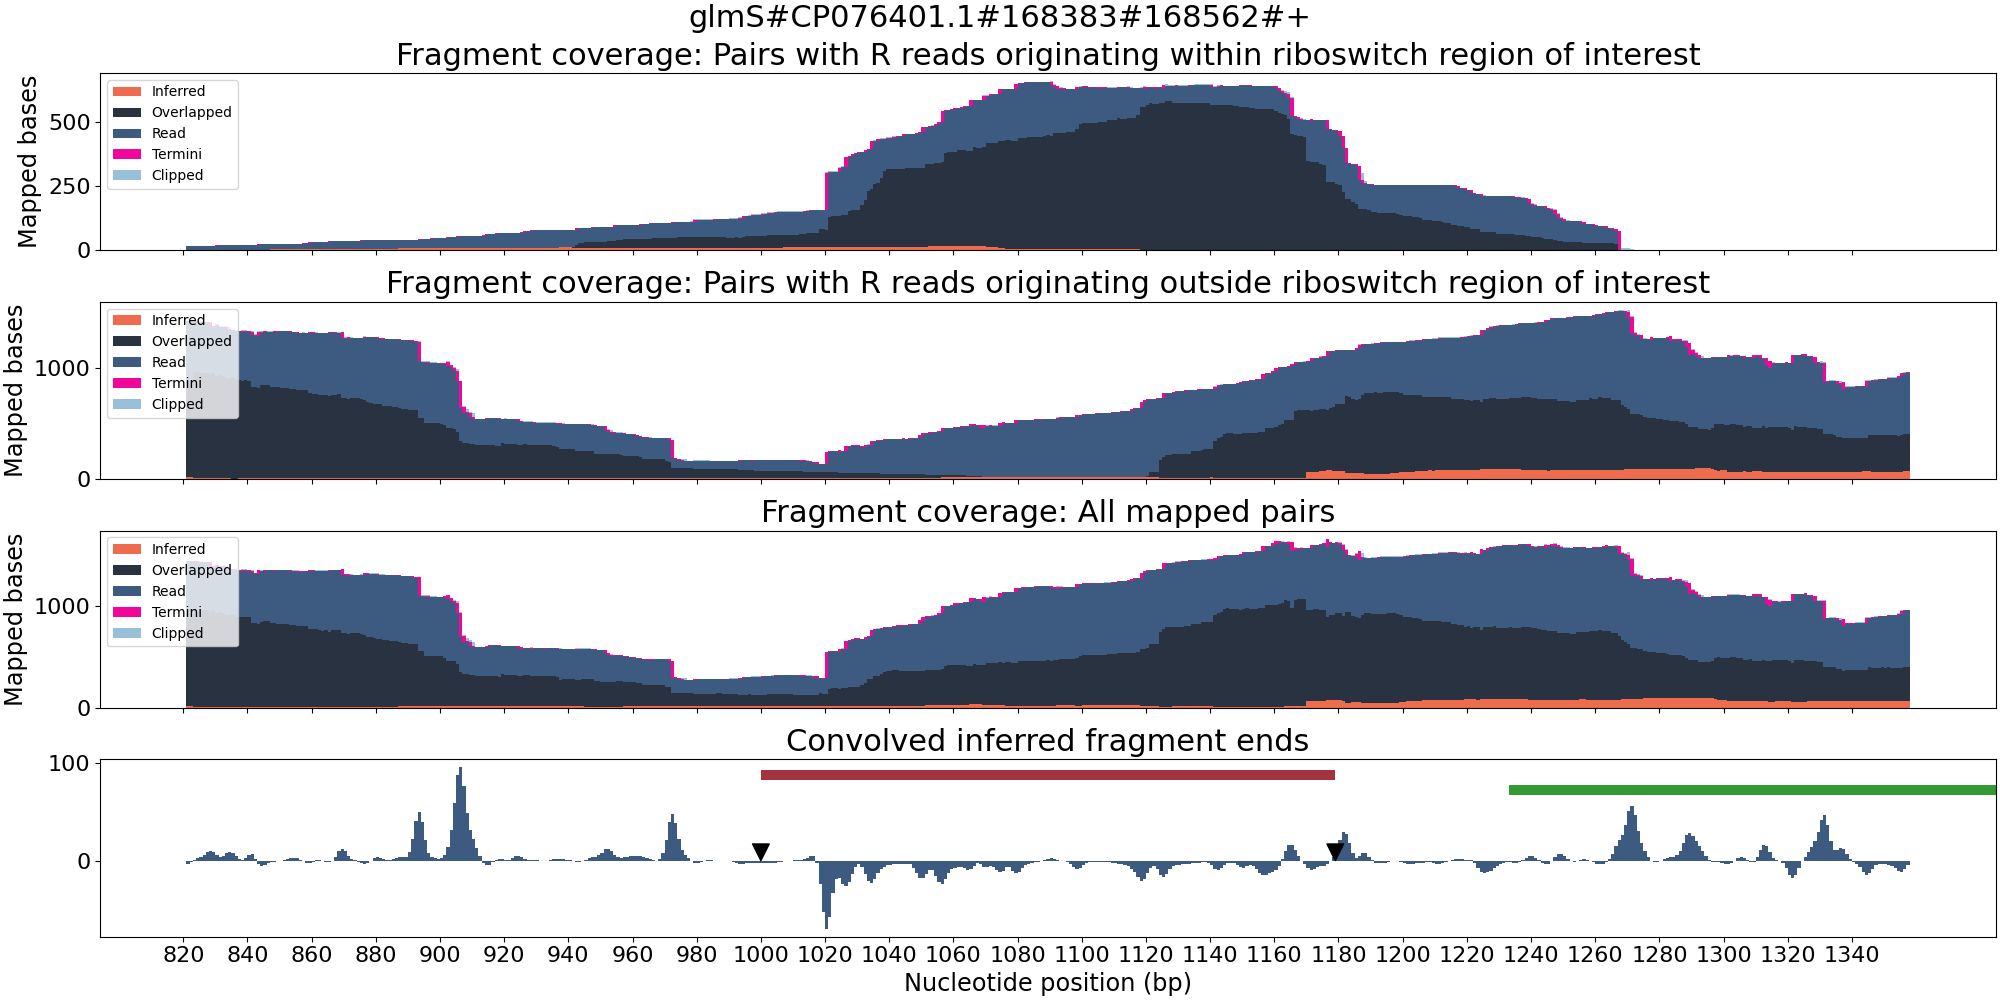 glmS#CP076401.1#168383#168562#+
Fragment coverage: Pairs with R reads originating within riboswitch region of interest
Mapped bases
500
250
0
Inferred
Overlapped
Read
Termini
Clipped
Fragment coverage: Pairs with R reads originating outside riboswitch region of interest
Mapped bases
1000
0
Inferred
Overlapped
Read
Termini
Clipped
Fragment coverage: All mapped pairs
Mapped bases
1000
0
Inferred
Overlapped
Read
Termini
Clipped
Convolved inferred fragment ends
100
0
820 840 860 880 900 920 940 960 980 1000 1020 1040 1060 1080 1100 1120 1140 1160 1180 1200 1220 1240 1260 1280 1300 1320 1340
Nucleotide position (bp)